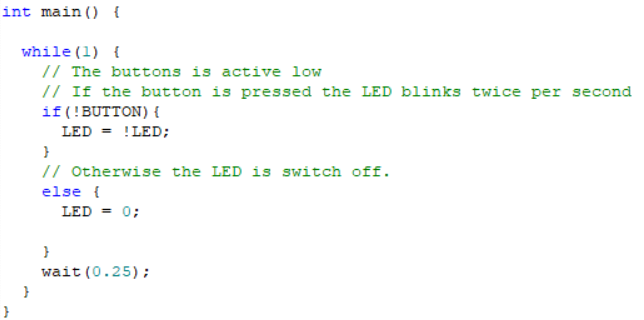 int main() {
while(1) {
// The buttons is active low
// If the button is pressed the LED blinks twice per second
if(!BUTTON){
LED = !LED;
}
// Otherwise the LED is switch off.
else {
LED = 0;
}
wait(0.25);
}
}